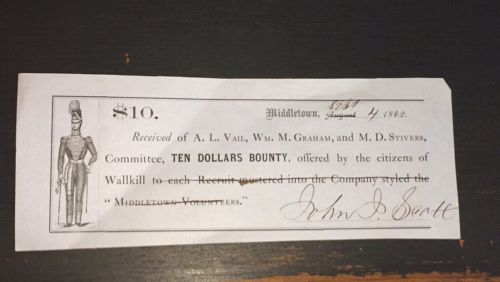 $10. Middletown, Sept August 4 1862.
Received of A. L. Vail, Wm. M. Graham, and M. D. Stivers,
Committee, TEN DOLLARS BOUNTY, offered by the citizens of
Wallkill to each Recruit mustered into the Company styled the
"Middletown Volunteers."
John J. Scott